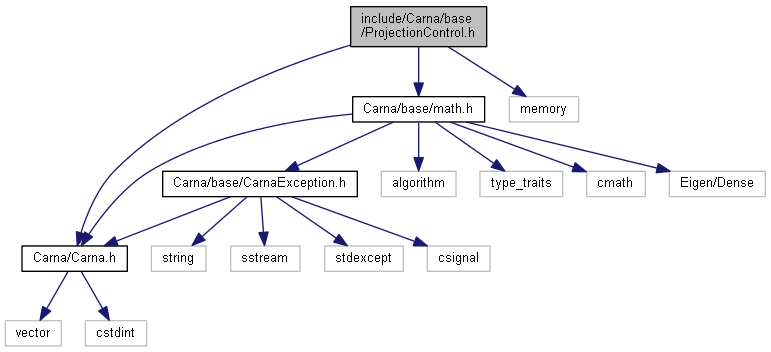 include/Carna/base
/ProjectionControl.h
Carna/base/math.h
memory
Carna/base/CarnaException.h
algorithm
type_traits
cmath
Eigen/Dense
Carna/Carna.h
string
sstream
stdexcept
csignal
vector
cstdint